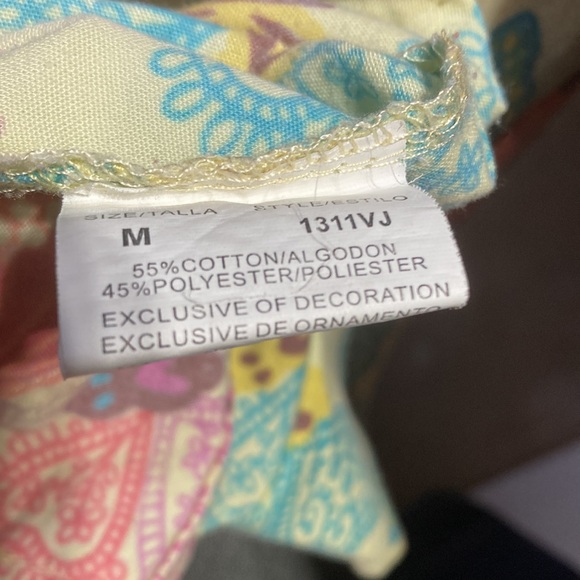 SIZE/TALLA STYLE/ESTILO
M 1311VJ
55%COTTON/ALGODON
45%POLYESTER/POLIESTER
EXCLUSIVE OF DECORATION
EXCLUSIVE DE ORNAMENTO